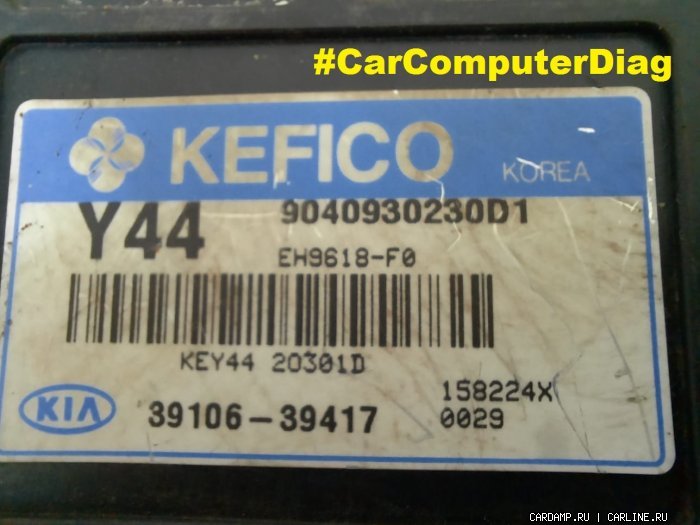 #CarComputerDiag
KEFICO KOREA
Y44 9040930230D1
EH9618-F0
KEY44 20301D
KIA 39106-39417 158224X
0029
CARDAMP.RU | CARLINE.RU